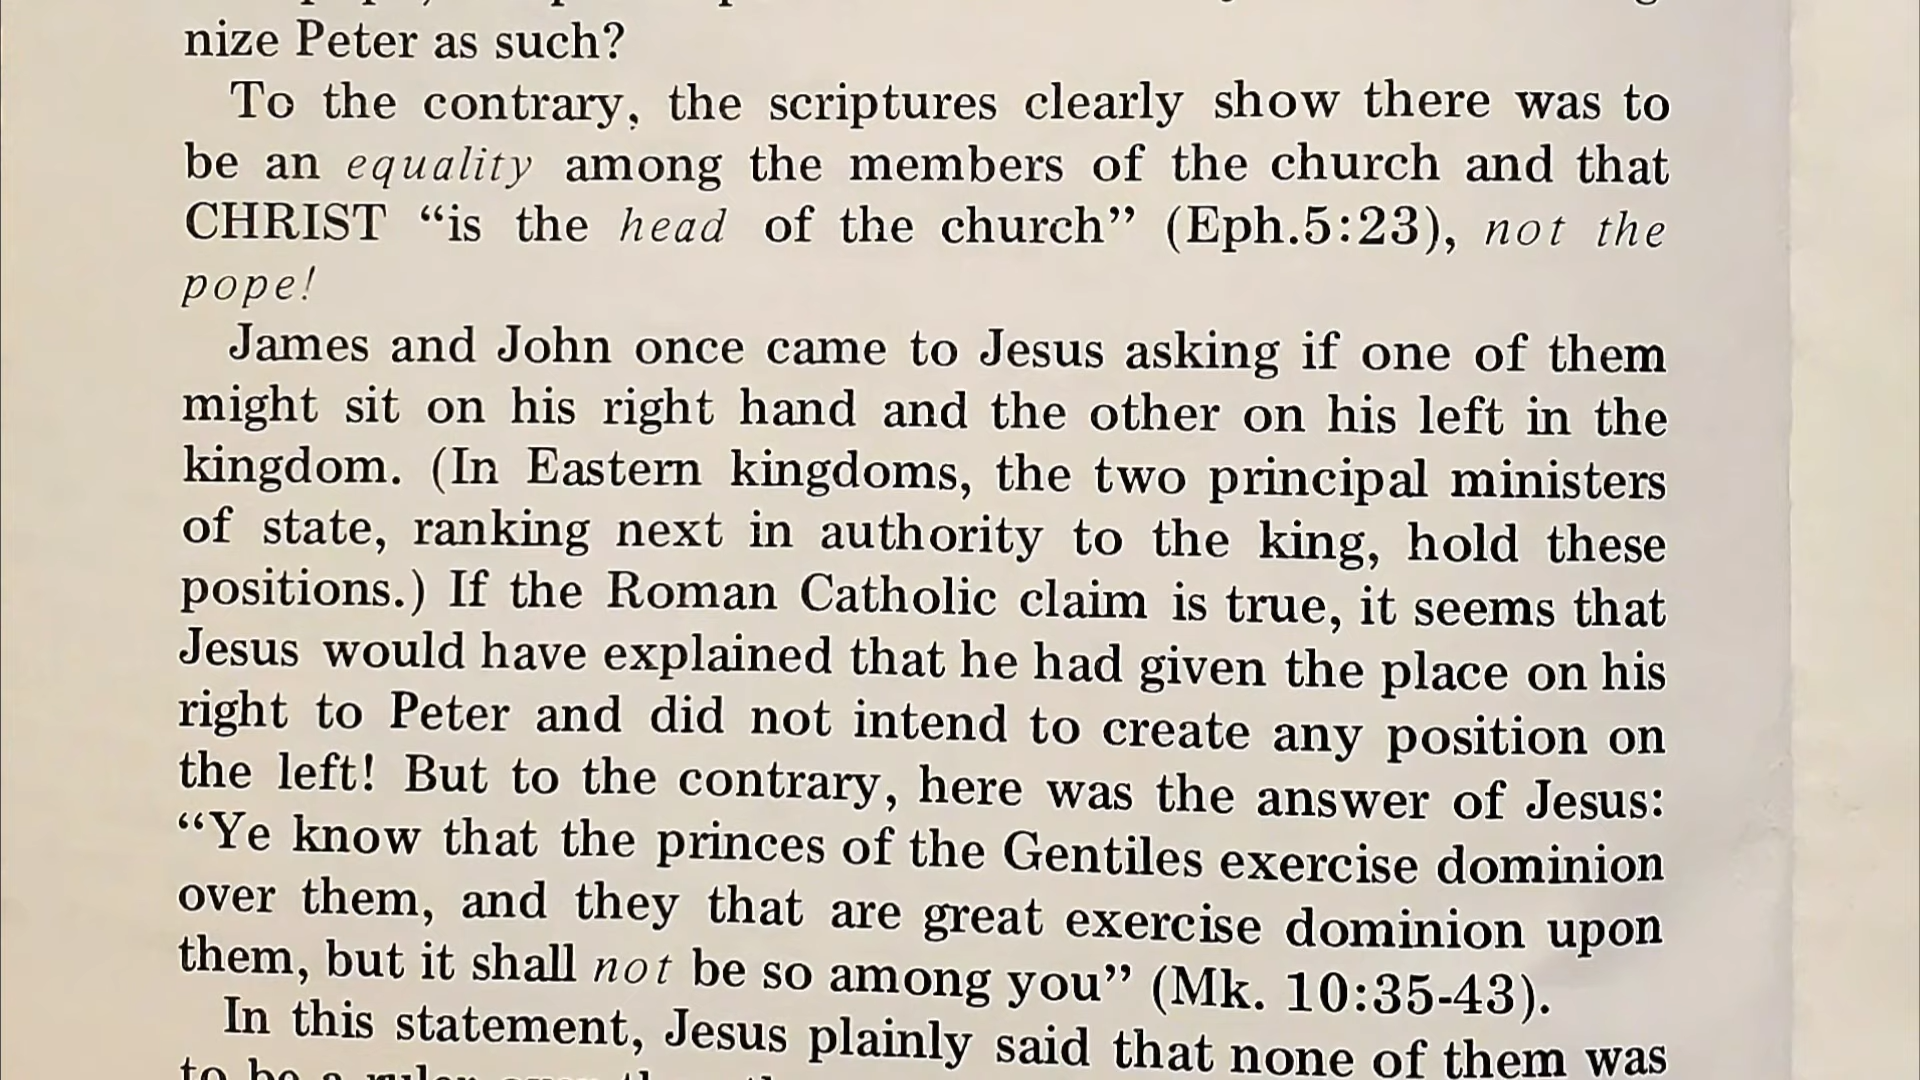 nize Peter as such?
To the contrary, the scriptures clearly show there was to
be an equality among the members of the church and that
CHRIST “is the head of the church” (Eph.5:23), not the
pope!
James and John once came to Jesus asking if one of them
might sit on his right hand and the other on his left in the
kingdom. (In Eastern kingdoms, the two principal ministers
of state, ranking next in authority to the king, hold these
positions.) If the Roman Catholic claim is true, it seems that
Jesus would have explained that he had given the place on his
right to Peter and did not intend to create any position on
the left! But to the contrary, here was the answer of Jesus:
“Ye know that the princes of the Gentiles exercise dominion
over them, and they that are great exercise dominion upon
them, but it shall not be so among you” (Mk. 10:35-43).
In this statement, Jesus plainly said that none of them was
to be a ruler